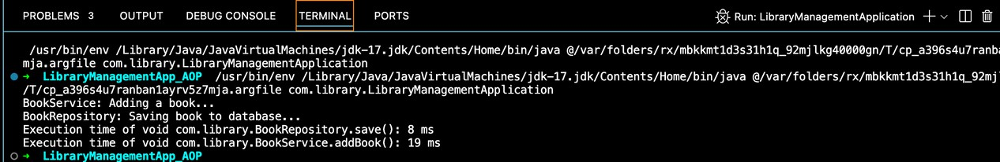 PROBLEMS 3 OUTPUT DEBUG CONSOLE TERMINAL PORTS Run: LibraryManagementApplication
/usr/bin/env /Library/Java/JavaVirtualMachines/jdk-17.jdk/Contents/Home/bin/java @/var/folders/rx/mbkkmt1d3s31h1q_92mjlkg40000gn/T/cp_a396s4u7ranban
mja.argfile com.library.LibraryManagementApplication
➜ LibraryManagementApp_AOP /usr/bin/env /Library/Java/JavaVirtualMachines/jdk-17.jdk/Contents/Home/bin/java @/var/folders/rx/mbkkmt1d3s31h1q_92mjl
/T/cp_a396s4u7ranban1ayrv5z7mja.argfile com.library.LibraryManagementApplication
BookService: Adding a book...
BookRepository: Saving book to database...
Execution time of void com.library.BookRepository.save(): 8 ms
Execution time of void com.library.BookService.addBook(): 19 ms
➜ LibraryManagementApp_AOP